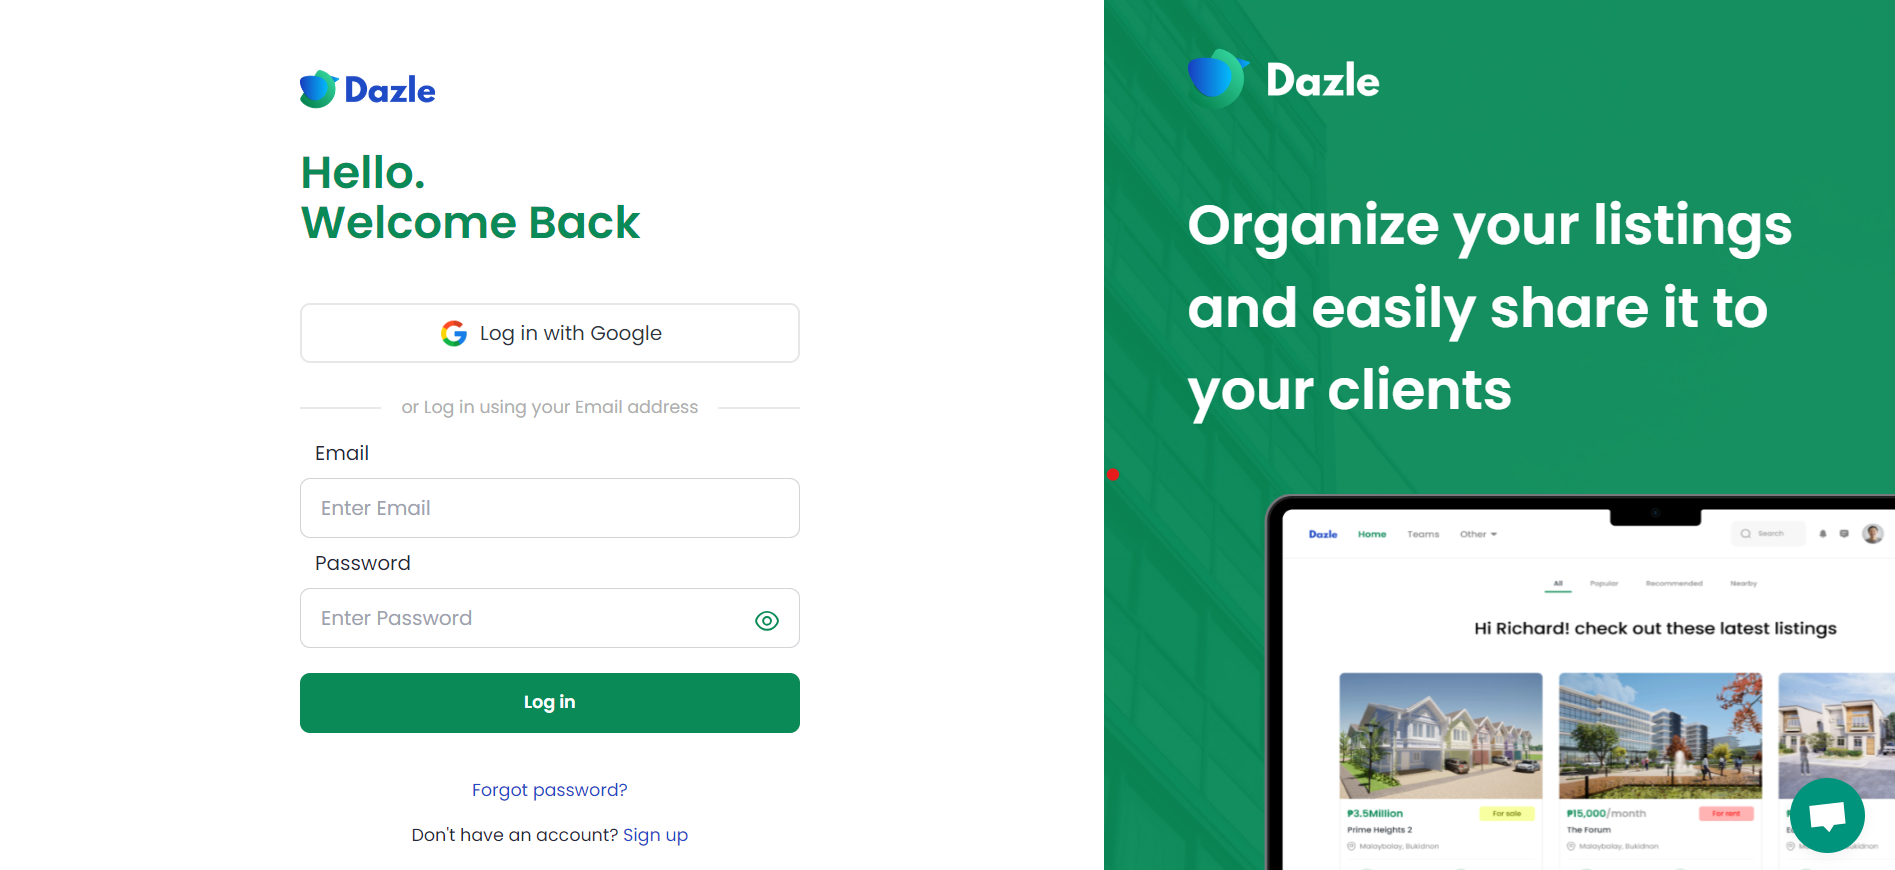 Dazle
Hello.
Welcome Back
Log in with Google
or Log in using your Email address
Email
Enter Email
Password
Enter Password
Log in
Forgot password?
Don't have an account? Sign up
Dazle
Organize your listings
and easily share it to
your clients
Dazle Home Teams Other Search
All Popular Recommended Nearby
Hi Richard! check out these latest listings
₱3.5Million For sale
Prime Heights 2
Malaybalay, Bukidnon
₱15,000/month For rent
The Forum
Malaybalay, Bukidnon